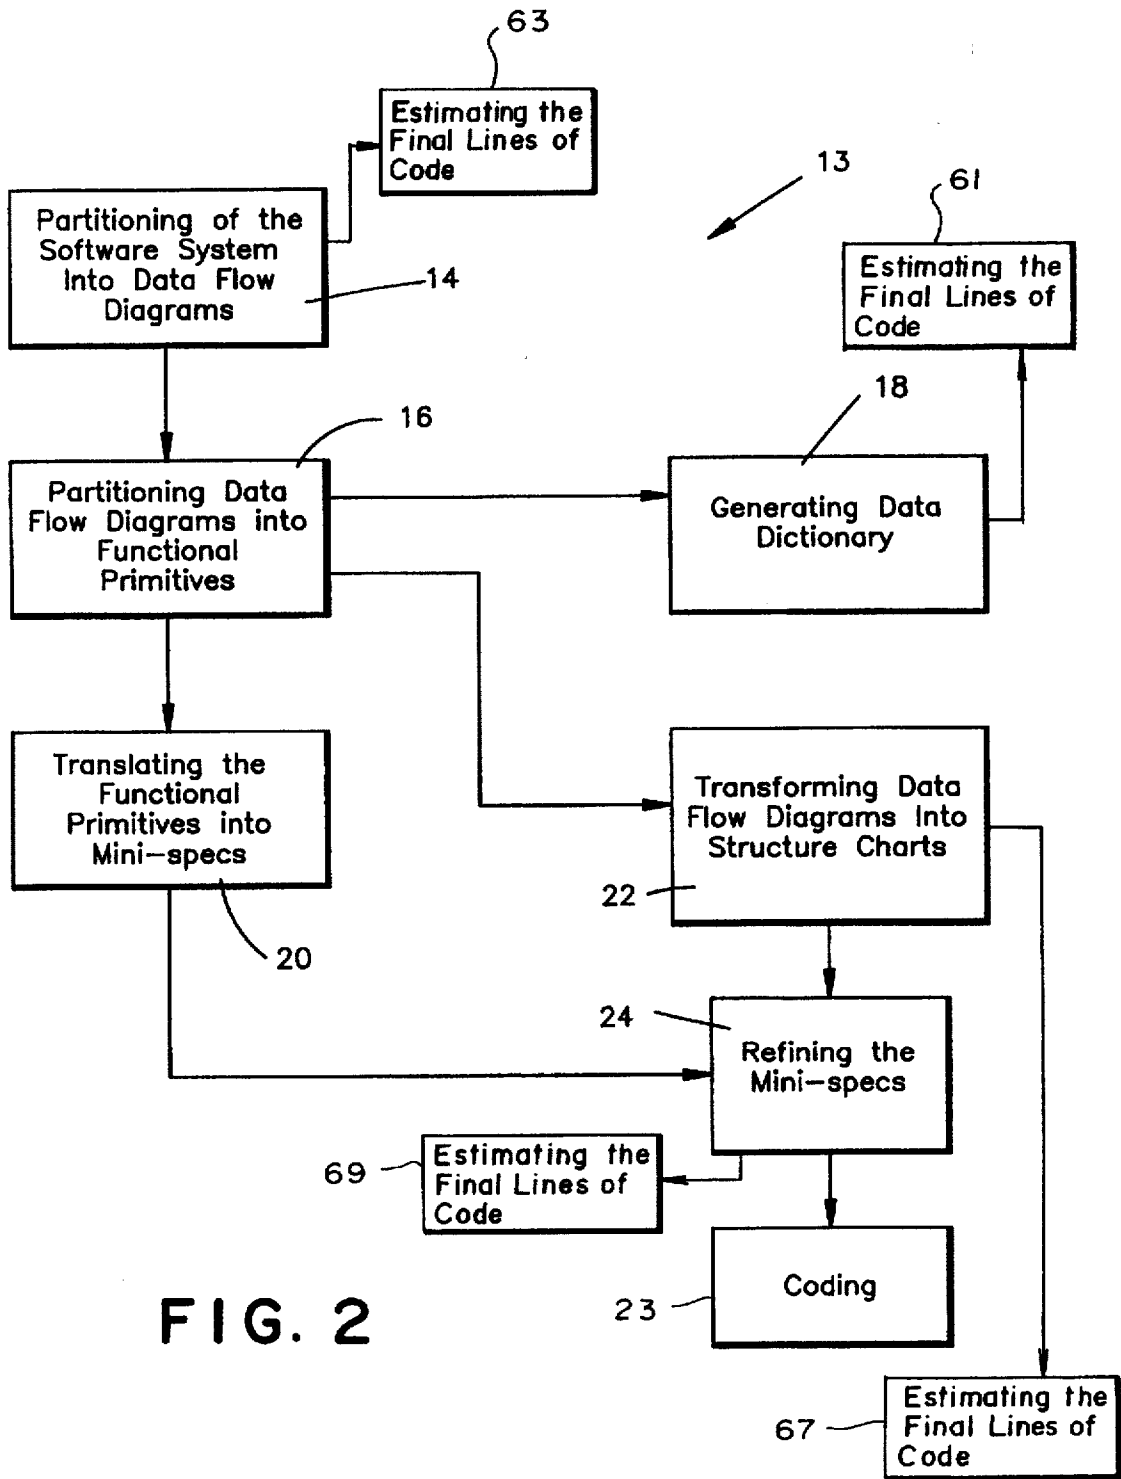 63
Estimating the
Final Lines of
Code
13
61
Partitioning of the
Software System
Into Data Flow
Diagrams
14
Estimating the
Final Lines of
Code
16
18
Partitioning Data
Flow Diagrams into
Functional
Primitives
Generating Data
Dictionary
Translating the
Functional
Primitives into
Mini-specs
20
Transforming Data
Flow Diagrams Into
Structure Charts
22
24
Refining the
Mini-specs
69
Estimating the
Final Lines of
Code
Coding
23
FIG. 2
67
Estimating the
Final Lines of
Code